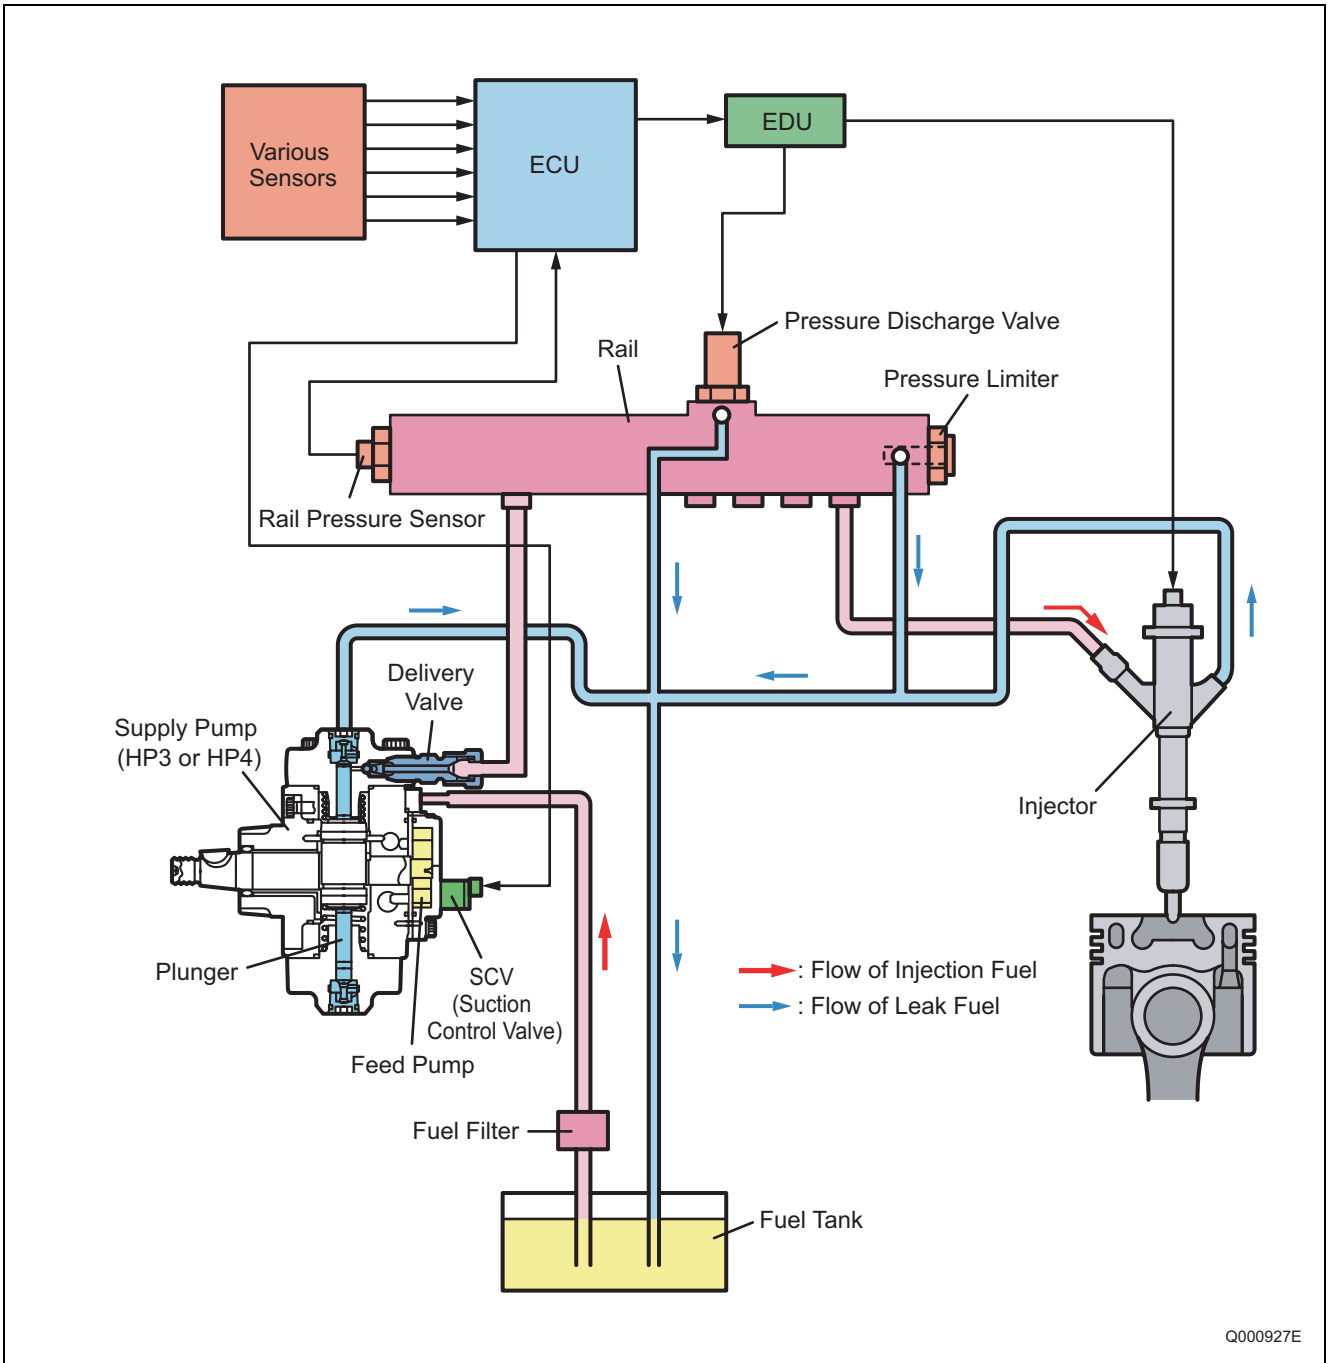 Various
Sensors
ECU
EDU
Pressure Discharge Valve
Rail
Pressure Limiter
Rail Pressure Sensor
Delivery
Valve
Supply Pump
(HP3 or HP4)
Injector
Plunger
SCV
(Suction
Control Valve)
Feed Pump
: Flow of Injection Fuel
: Flow of Leak Fuel
Fuel Filter
Fuel Tank
Q000927E